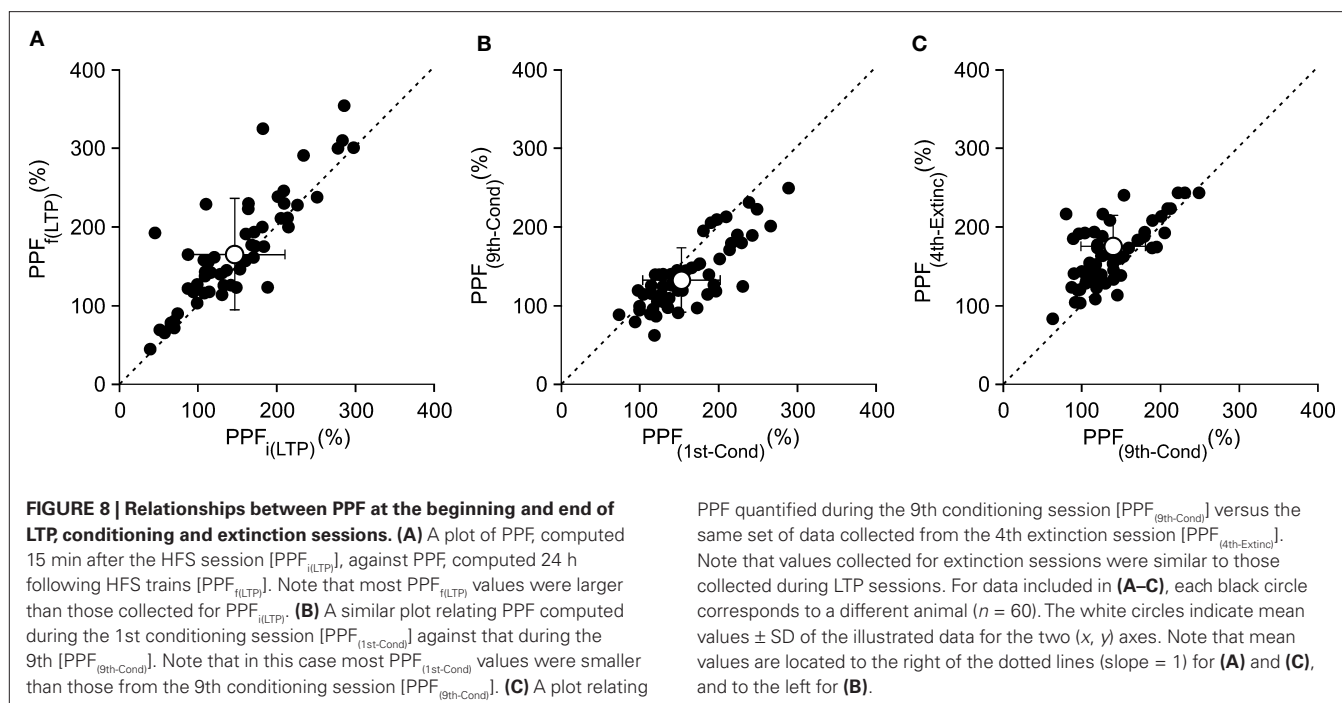 A
B
C
400
300
200
100
0
0
100
200
300
400
PPF f(LTP) (%)
PPF i(LTP) (%)
400
300
200
100
0
0
100
200
300
400
PPF (9th-Cond) (%)
PPF (1st-Cond) (%)
400
300
200
100
0
0
100
200
300
400
PPF (4th-Extinc) (%)
PPF (9th-Cond) (%)
FIGURE 8 | Relationships between PPF at the beginning and end of
LTP, conditioning and extinction sessions. (A) A plot of PPF, computed
15 min after the HFS session [PPF i(LTP)], against PPF, computed 24 h
following HFS trains [PPF f(LTP)]. Note that most PPF f(LTP) values were larger
than those collected for PPF i(LTP). (B) A similar plot relating PPF computed
during the 1st conditioning session [PPF (1st-Cond)] against that during the
9th [PPF (9th-Cond)]. Note that in this case most PPF (1st-Cond) values were smaller
than those from the 9th conditioning session [PPF (9th-Cond)]. (C) A plot relating
PPF quantified during the 9th conditioning session [PPF (9th-Cond)] versus the
same set of data collected from the 4th extinction session [PPF (4th-Extinc)].
Note that values collected for extinction sessions were similar to those
collected during LTP sessions. For data included in (A–C), each black circle
corresponds to a different animal (n = 60). The white circles indicate mean
values ± SD of the illustrated data for the two (x, y) axes. Note that mean
values are located to the right of the dotted lines (slope = 1) for (A) and (C),
and to the left for (B).